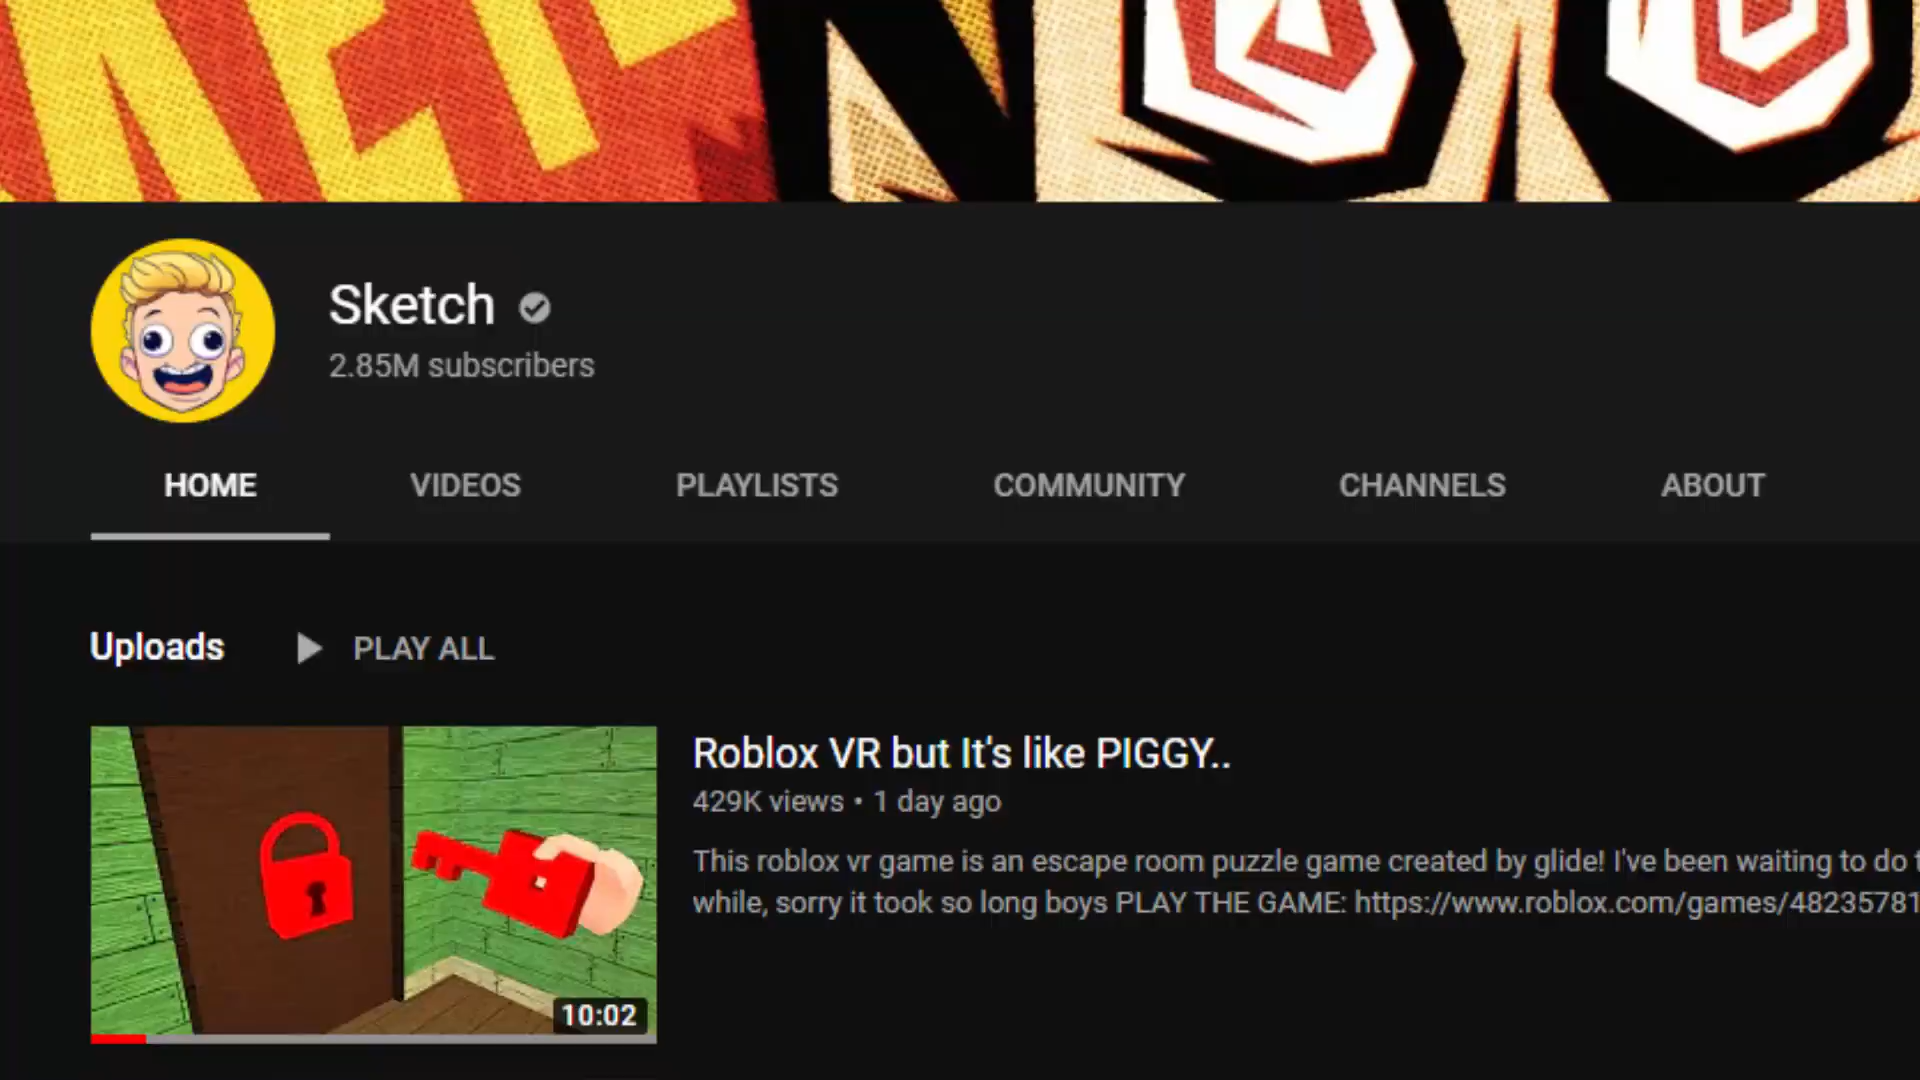 Sketch
2.85M subscribers
HOME VIDEOS PLAYLISTS COMMUNITY CHANNELS ABOUT
Uploads PLAY ALL
Roblox VR but It's like PIGGY..
429K views • 1 day ago
This roblox vr game is an escape room puzzle game created by glide! I've been waiting to do
while, sorry it took so long boys PLAY THE GAME: https://www.roblox.com/games/48235781
10:02